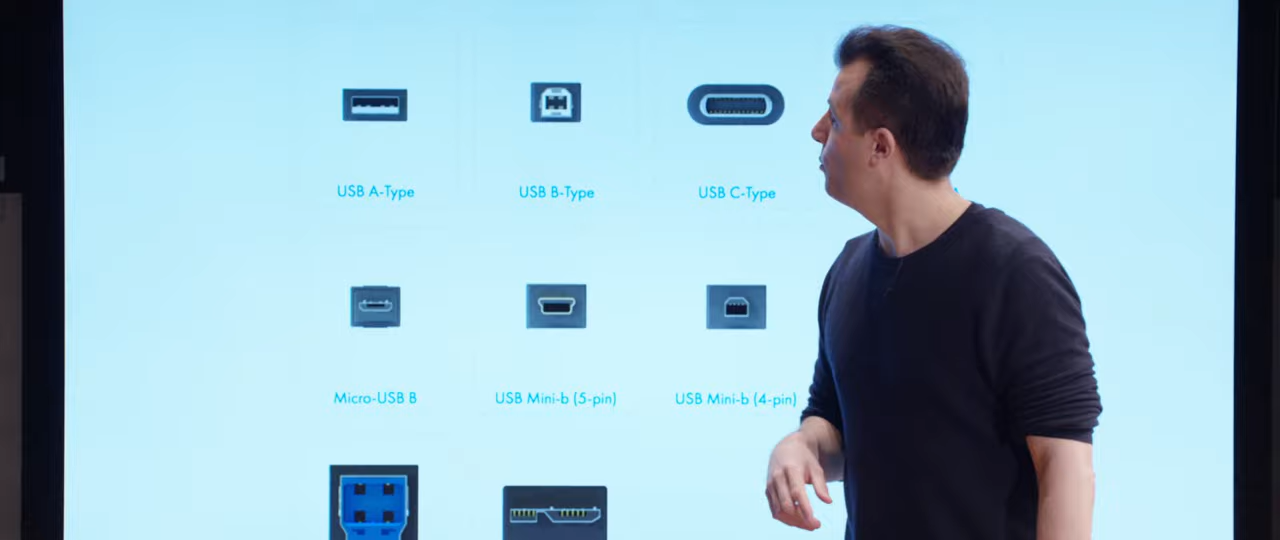 USB A-Type
USB B-Type
USB C-Type
Micro-USB B
USB Mini-b (5-pin)
USB Mini-b (4-pin)